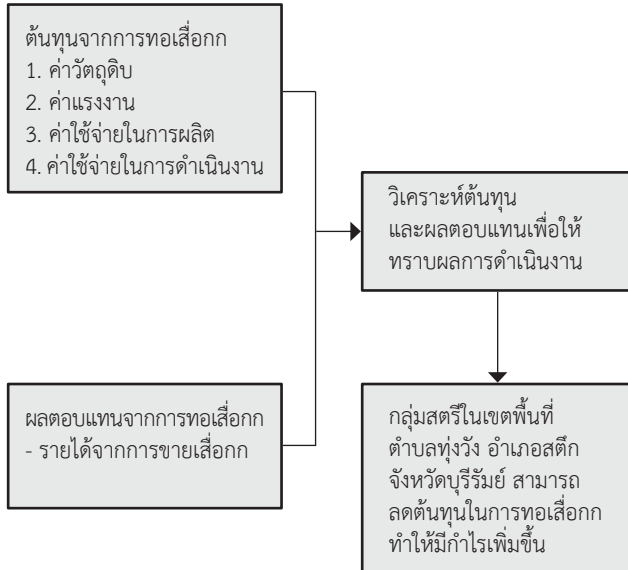 ต้นทุนจากการทอเสื่อกก
1. ค่าวัตถุดิบ
2. ค่าแรงงาน
3. ค่าใช้จ่ายในการผลิต
4. ค่าใช้จ่ายในการดำเนินงาน
วิเคราะห์ต้นทุน
และผลตอบแทนเพื่อให้
ทราบผลการดำเนินงาน
ผลตอบแทนจากการทอเสื่อกก
- รายได้จากการขายเสื่อกก
กลุ่มสตรีในเขตพื้นที่
ตำบลทุ่งวัง อำเภอสตึก
จังหวัดบุรีรัมย์ สามารถ
ลดต้นทุนในการทอเสื่อกก
ทำให้มีกำไรเพิ่มขึ้น